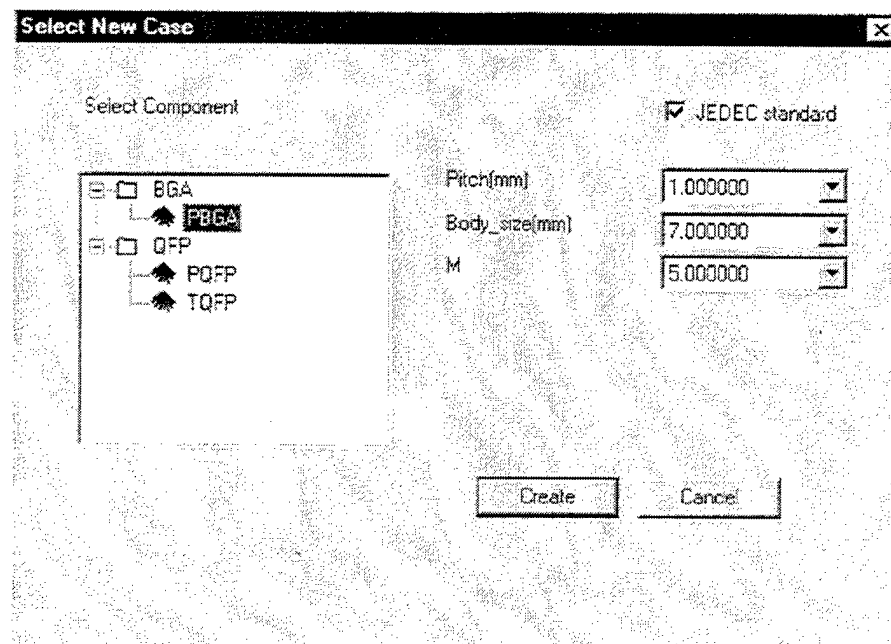 Select New Case
Select Component
JEDEC standard
BGA
PBGA
QFP
PQFP
TQFP
Pitch(mm)
1.000000
Body_size(mm)
7.000000
M
5.000000
Create
Cancel